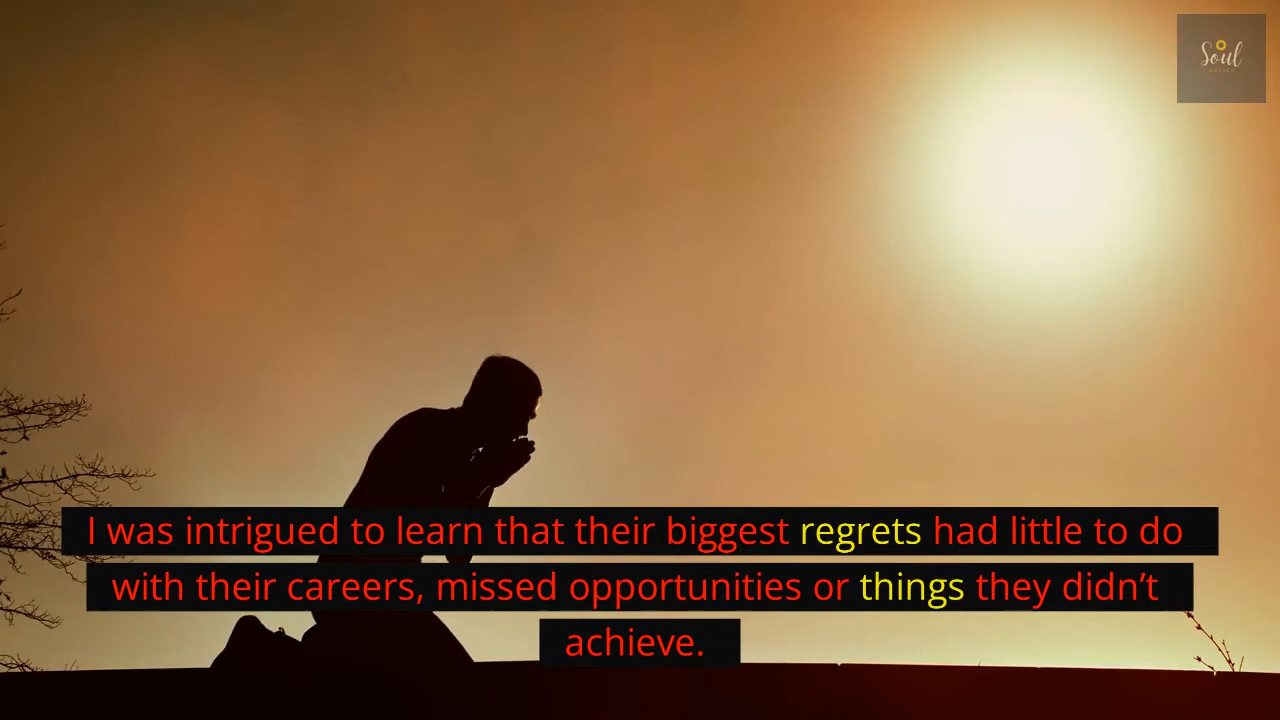 Soul
I was intrigued to learn that their biggest regrets had little to do
with their careers, missed opportunities or things they didn’t
achieve.